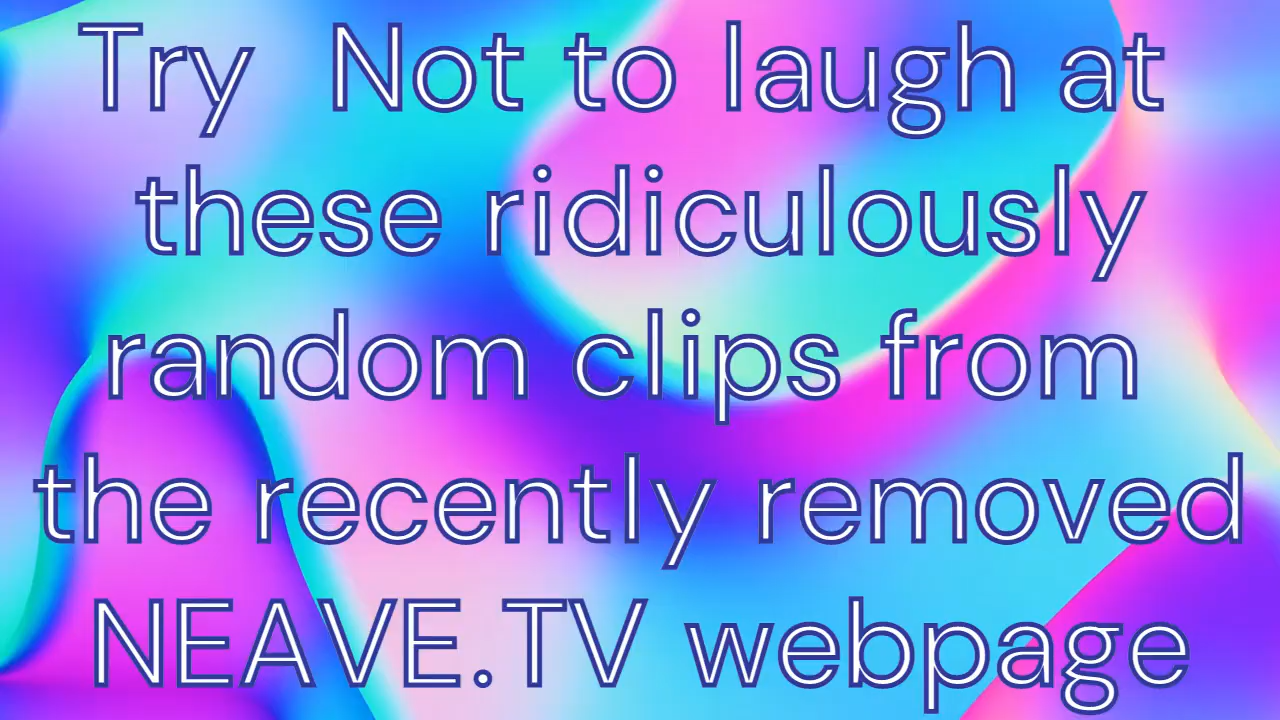 Try Not to laugh at
these ridiculously
random clips from
the recently removed
NEAVE.TV webpage